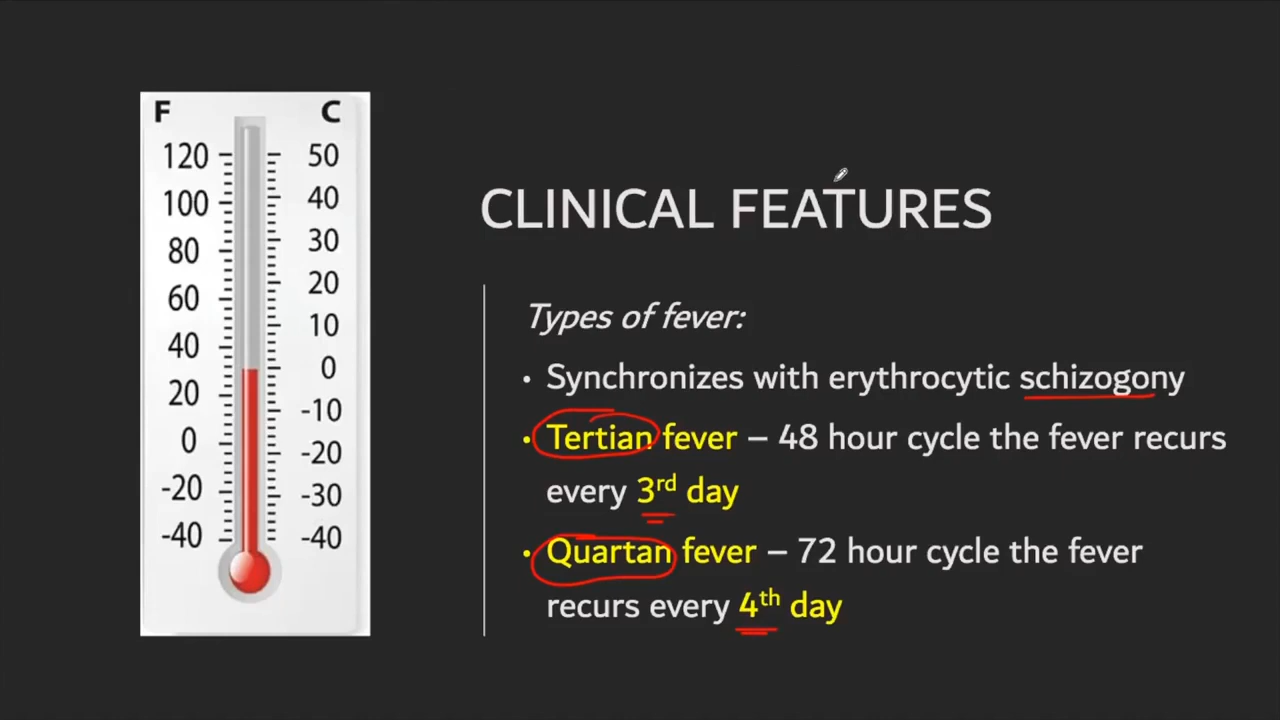 F C
120 50
100 40
80 30
60 20
40 10
20 0
0 -10
-20 -20
-40 -30
-40
CLINICAL FEATURES
Types of fever:
• Synchronizes with erythrocytic schizogony
• Tertian fever – 48 hour cycle the fever recurs
every 3rd day
• Quartan fever – 72 hour cycle the fever
recurs every 4th day